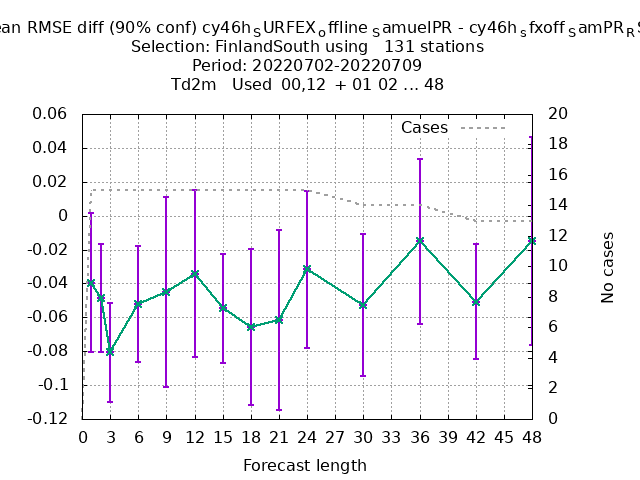 ean RMSE diff (90% conf) cy46h_SURFEX_offline_SamuelPR - cy46h_sfxoff_SamPR_RS
Selection: FinlandSouth using 131 stations
Period: 20220702-20220709
Td2m Used 00,12 + 01 02 ... 48
Cases
0.06
0.04
0.02
0
-0.02
-0.04
-0.06
-0.08
-0.1
-0.12
20
18
16
14
12
10
8
6
4
2
0
No cases
0 3 6 9 12 15 18 21 24 27 30 33 36 39 42 45 48
Forecast length